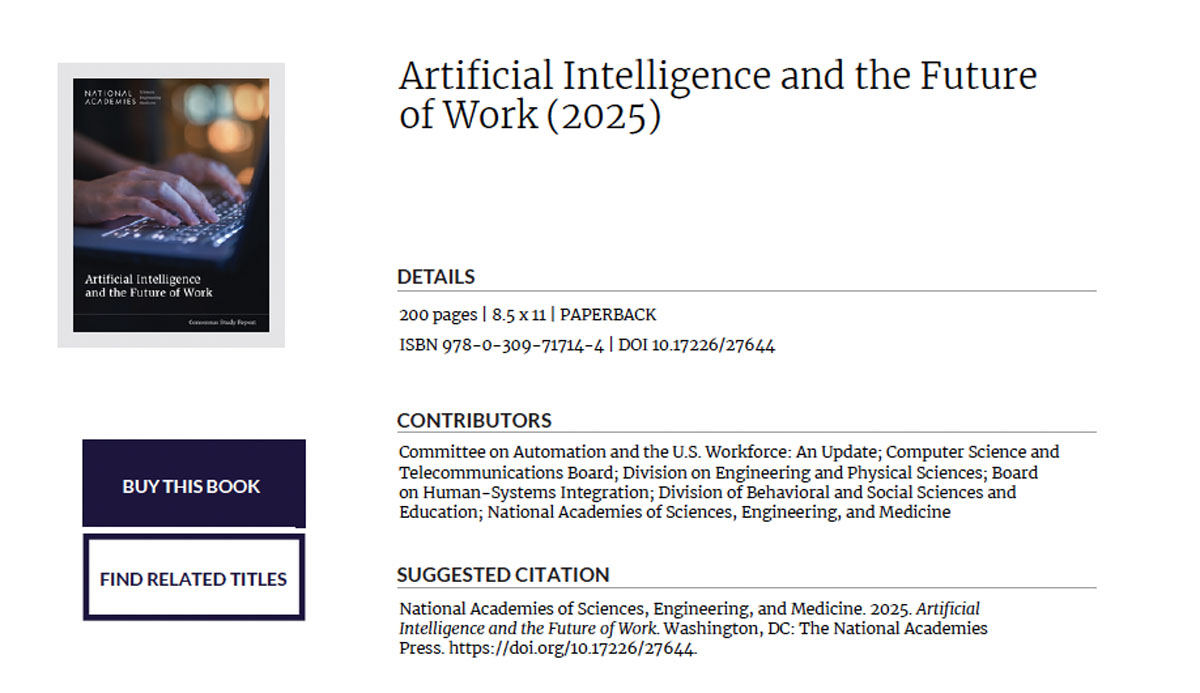 NATIONAL
ACADEMIES
Sciences
Engineering
Medicine
Artificial Intelligence
and the Future of Work
Consensus Study Report
BUY THIS BOOK
FIND RELATED TITLES
Artificial Intelligence and the Future
of Work (2025)
DETAILS
200 pages | 8.5 x 11 | PAPERBACK
ISBN 978-0-309-71714-4 | DOI 10.17226/27644
CONTRIBUTORS
Committee on Automation and the U.S. Workforce: An Update; Computer Science and
Telecommunications Board; Division on Engineering and Physical Sciences; Board
on Human-Systems Integration; Division of Behavioral and Social Sciences and
Education; National Academies of Sciences, Engineering, and Medicine
SUGGESTED CITATION
National Academies of Sciences, Engineering, and Medicine. 2025. Artificial
Intelligence and the Future of Work. Washington, DC: The National Academies
Press. https://doi.org/10.17226/27644.